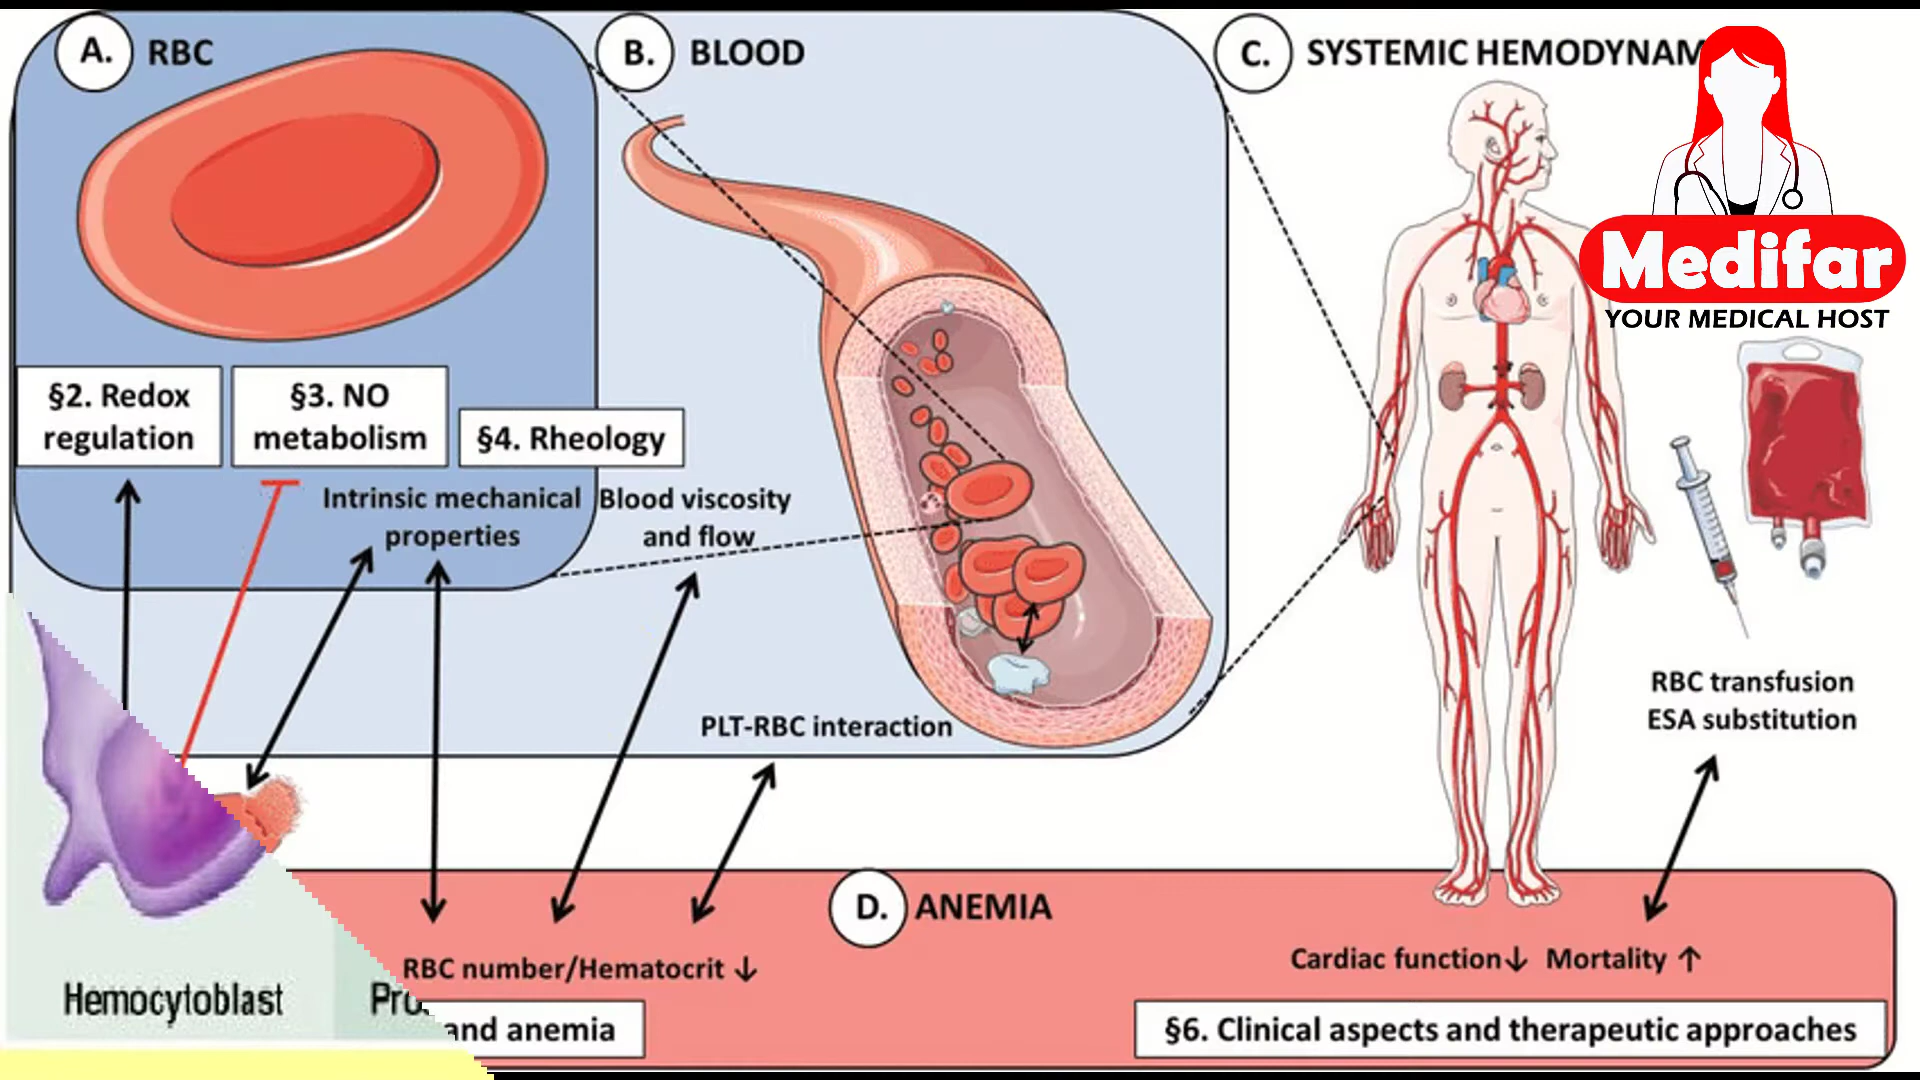 A. RBC
B. BLOOD
C. SYSTEMIC HEMODYNAM
Medifar
YOUR MEDICAL HOST
§2. Redox
regulation
§3. NO
metabolism
§4. Rheology
Intrinsic mechanical
properties
Blood viscosity
and flow
PLT-RBC interaction
RBC transfusion
ESA substitution
D. ANEMIA
RBC number/Hematocrit ↓
Cardiac function↓ Mortality ↑
Hemocytoblast
and anemia
§6. Clinical aspects and therapeutic approaches